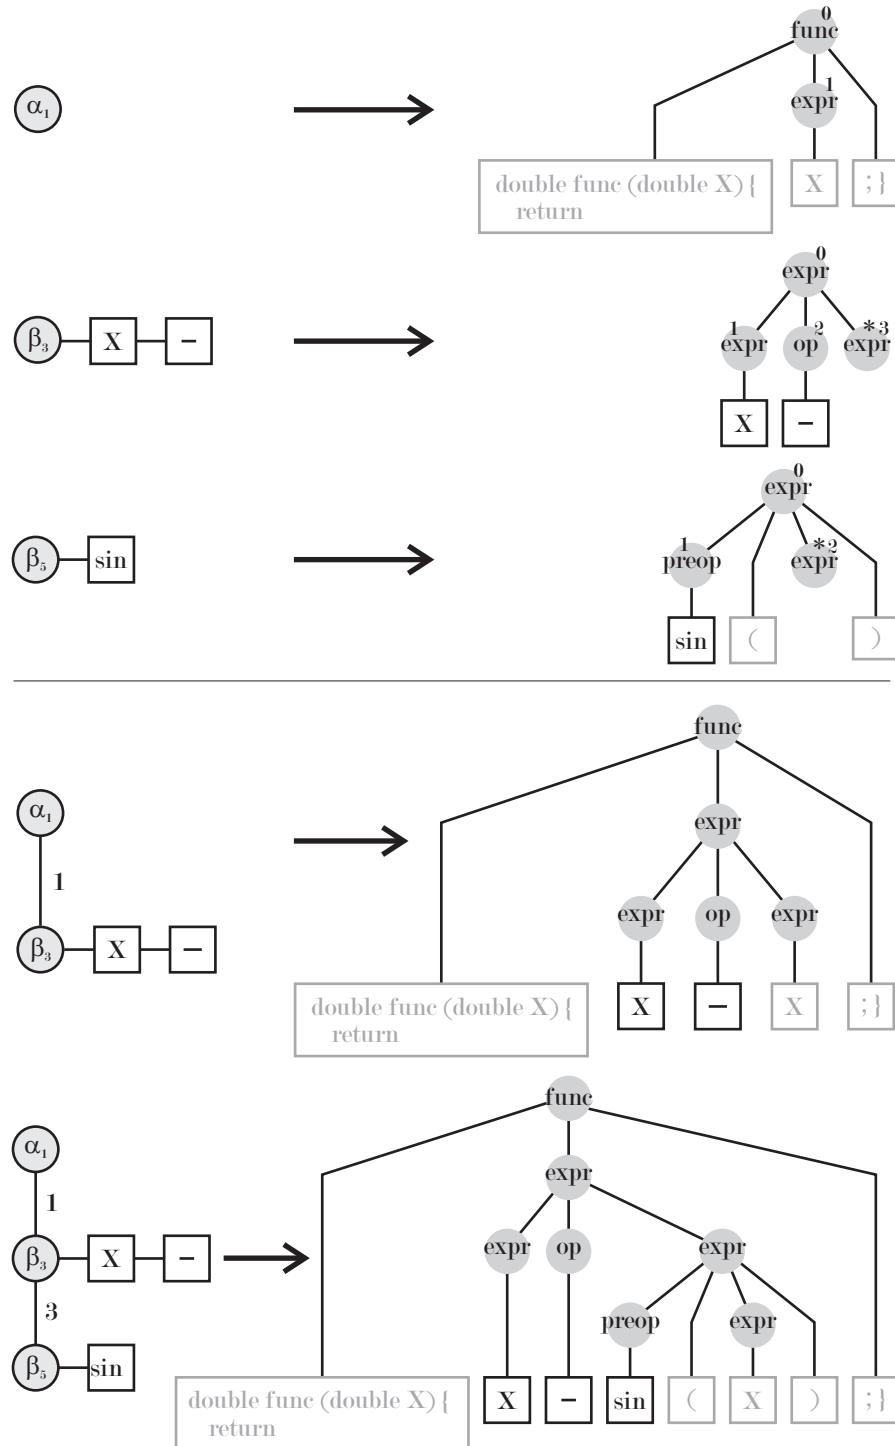 func 0
α₁
expr 1
double func (double X) {
return
X
; }
expr 0
β₃ X –
expr 1
op 2
expr *3
X –
expr 0
β₅ sin
preop 1
expr *2
sin ( )
func
α₁
expr
1
expr op expr
β₃ X –
double func (double X) {
return
X – X ; }
func
α₁
expr
1
β₃ X –
expr op expr
3
preop expr
β₅ sin
double func (double X) {
return
X – sin ( X ) ; }